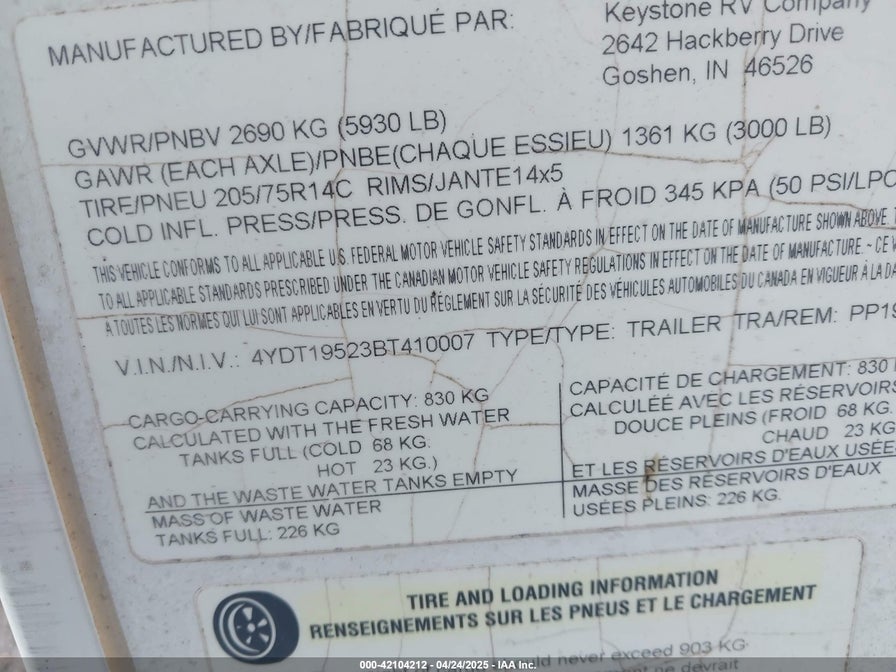 MANUFACTURED BY/FABRIQUÉ PAR: Keystone RV Company
2642 Hackberry Drive
Goshen, IN 46526
GVWR/PNBV 2690 KG (5930 LB)
GAWR (EACH AXLE)/PNBE(CHAQUE ESSIEU) 1361 KG (3000 LB)
TIRE/PNEU 205/75R14C RIMS/JANTE14x5
COLD INFL. PRESS/PRESS. DE GONFL. À FROID 345 KPA (50 PSI/LPC
THIS VEHICLE CONFORMS TO ALL APPLICABLE U.S. FEDERAL MOTOR VEHICLE SAFETY STANDARDS IN EFFECT ON THE DATE OF MANUFACTURE SHOWN ABOVE.
TO ALL APPLICABLE STANDARDS PRESCRIBED UNDER THE CANADIAN MOTOR VEHICLE SAFETY REGULATIONS IN EFFECT ON THE DATE OF MANUFACTURE. ~ CE
À TOUTES LES NORMES QUI LUI SONT APPLICABLES EN VERTU DU RÉGLEMENT SUR LA SÉCURITÉ DES VÉHICULES AUTOMOBILES DU CANADA EN VIGUEUR À LA DA
V.I.N./N.I.V.: 4YDT19523BT410007 TYPE/TYPE: TRAILER TRA/REM: PP19
CARGO-CARRYING CAPACITY: 830 KG
CALCULATED WITH THE FRESH WATER
TANKS FULL (COLD 68 KG.
HOT 23 KG.)
AND THE WASTE WATER TANKS EMPTY
MASS OF WASTE WATER
TANKS FULL: 226 KG
CAPACITÉ DE CHARGEMENT: 830
CALCULÉE AVEC LES RÉSERVOIRS
DOUCE PLEINS (FROID 68 KG.
CHAUD 23 KG
ET LES RÉSERVOIRS D'EAUX USÉE
MASSE DES RÉSERVOIRS D'EAUX
USÉES PLEINS: 226 KG.
TIRE AND LOADING INFORMATION
RENSEIGNEMENTS SUR LES PNEUS ET LE CHARGEMENT
never exceed 903 KG
devrait
000-42104212 - 04/24/2025 - IAA Inc.